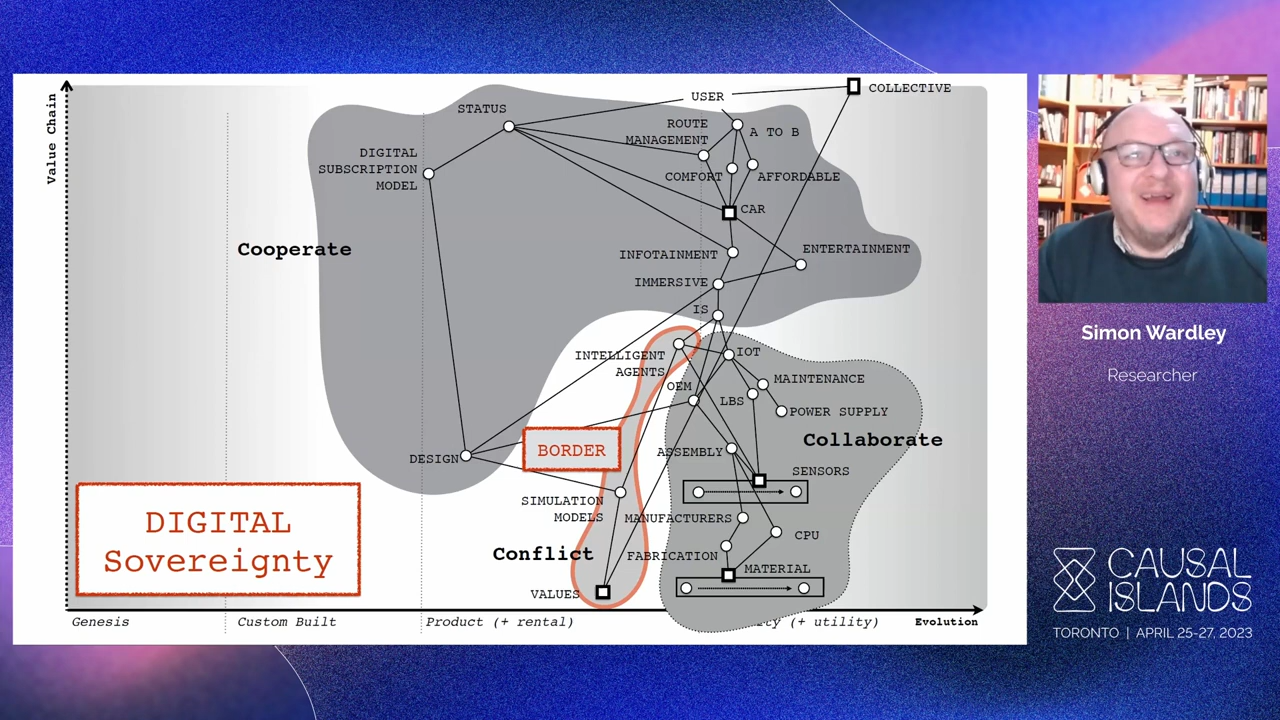 Value Chain
COLLECTIVE
USER
STATUS
ROUTE
MANAGEMENT
A TO B
DIGITAL
SUBSCRIPTION
MODEL
COMFORT
AFFORDABLE
CAR
Cooperate
INFOTAINMENT
ENTERTAINMENT
IMMERSIVE
IS
INTELLIGENT
AGENTS
IOT
OEM
MAINTENANCE
LBS
POWER SUPPLY
Collaborate
BORDER
ASSEMBLY
DESIGN
SENSORS
SIMULATION
MODELS
MANUFACTURERS
CPU
Conflict
FABRICATION
MATERIAL
VALUES
DIGITAL
Sovereignty
Genesis
Custom Built
Product (+ rental)
ty (+ utility)
Evolution
Simon Wardley
Researcher
CAUSAL
ISLANDS
TORONTO | APRIL 25-27, 2023